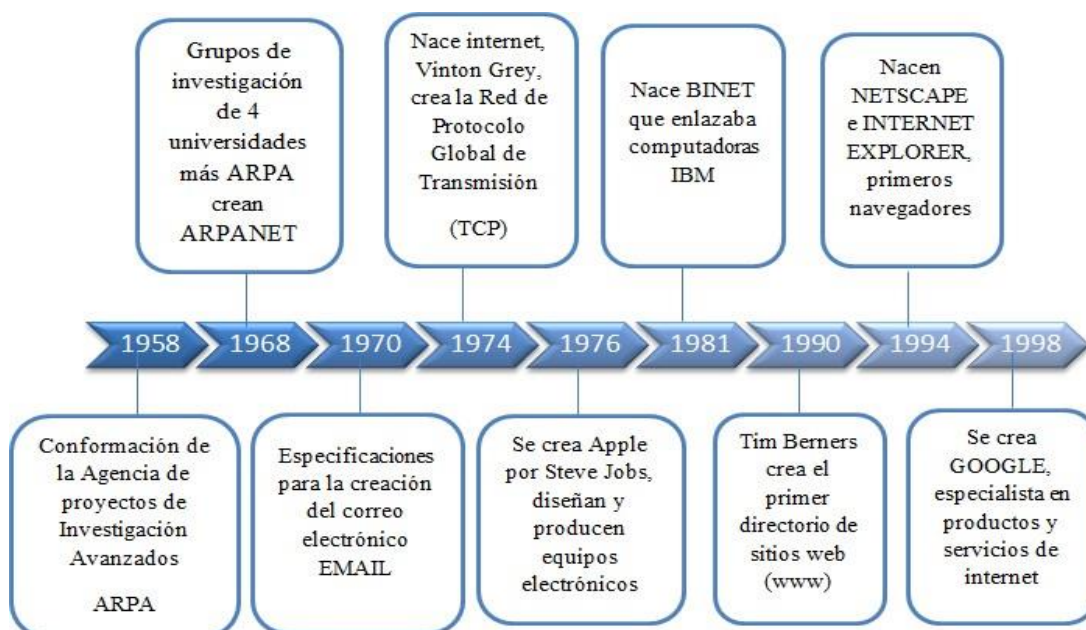 Grupos de
investigación
de 4
universidades
más ARPA
crean
ARPANET
Nace internet,
Vinton Grey,
crea la Red de
Protocolo
Global de
Transmisión
(TCP)
Nace BINET
que enlazaba
computadoras
IBM
Nacen
NETSCAPE
e INTERNET
EXPLORER,
primeros
navegadores
1958 1968 1970 1974 1976 1981 1990 1994 1998
Conformación de
la Agencia de
proyectos de
Investigación
Avanzados
ARPA
Especificaciones
para la creación
del correo
electrónico
EMAIL
Se crea Apple
por Steve Jobs,
diseñan y
producen
equipos
electrónicos
Tim Berners
crea el
primer
directorio de
sitios web
(www)
Se crea
GOOGLE,
especialista en
productos y
servicios de
internet